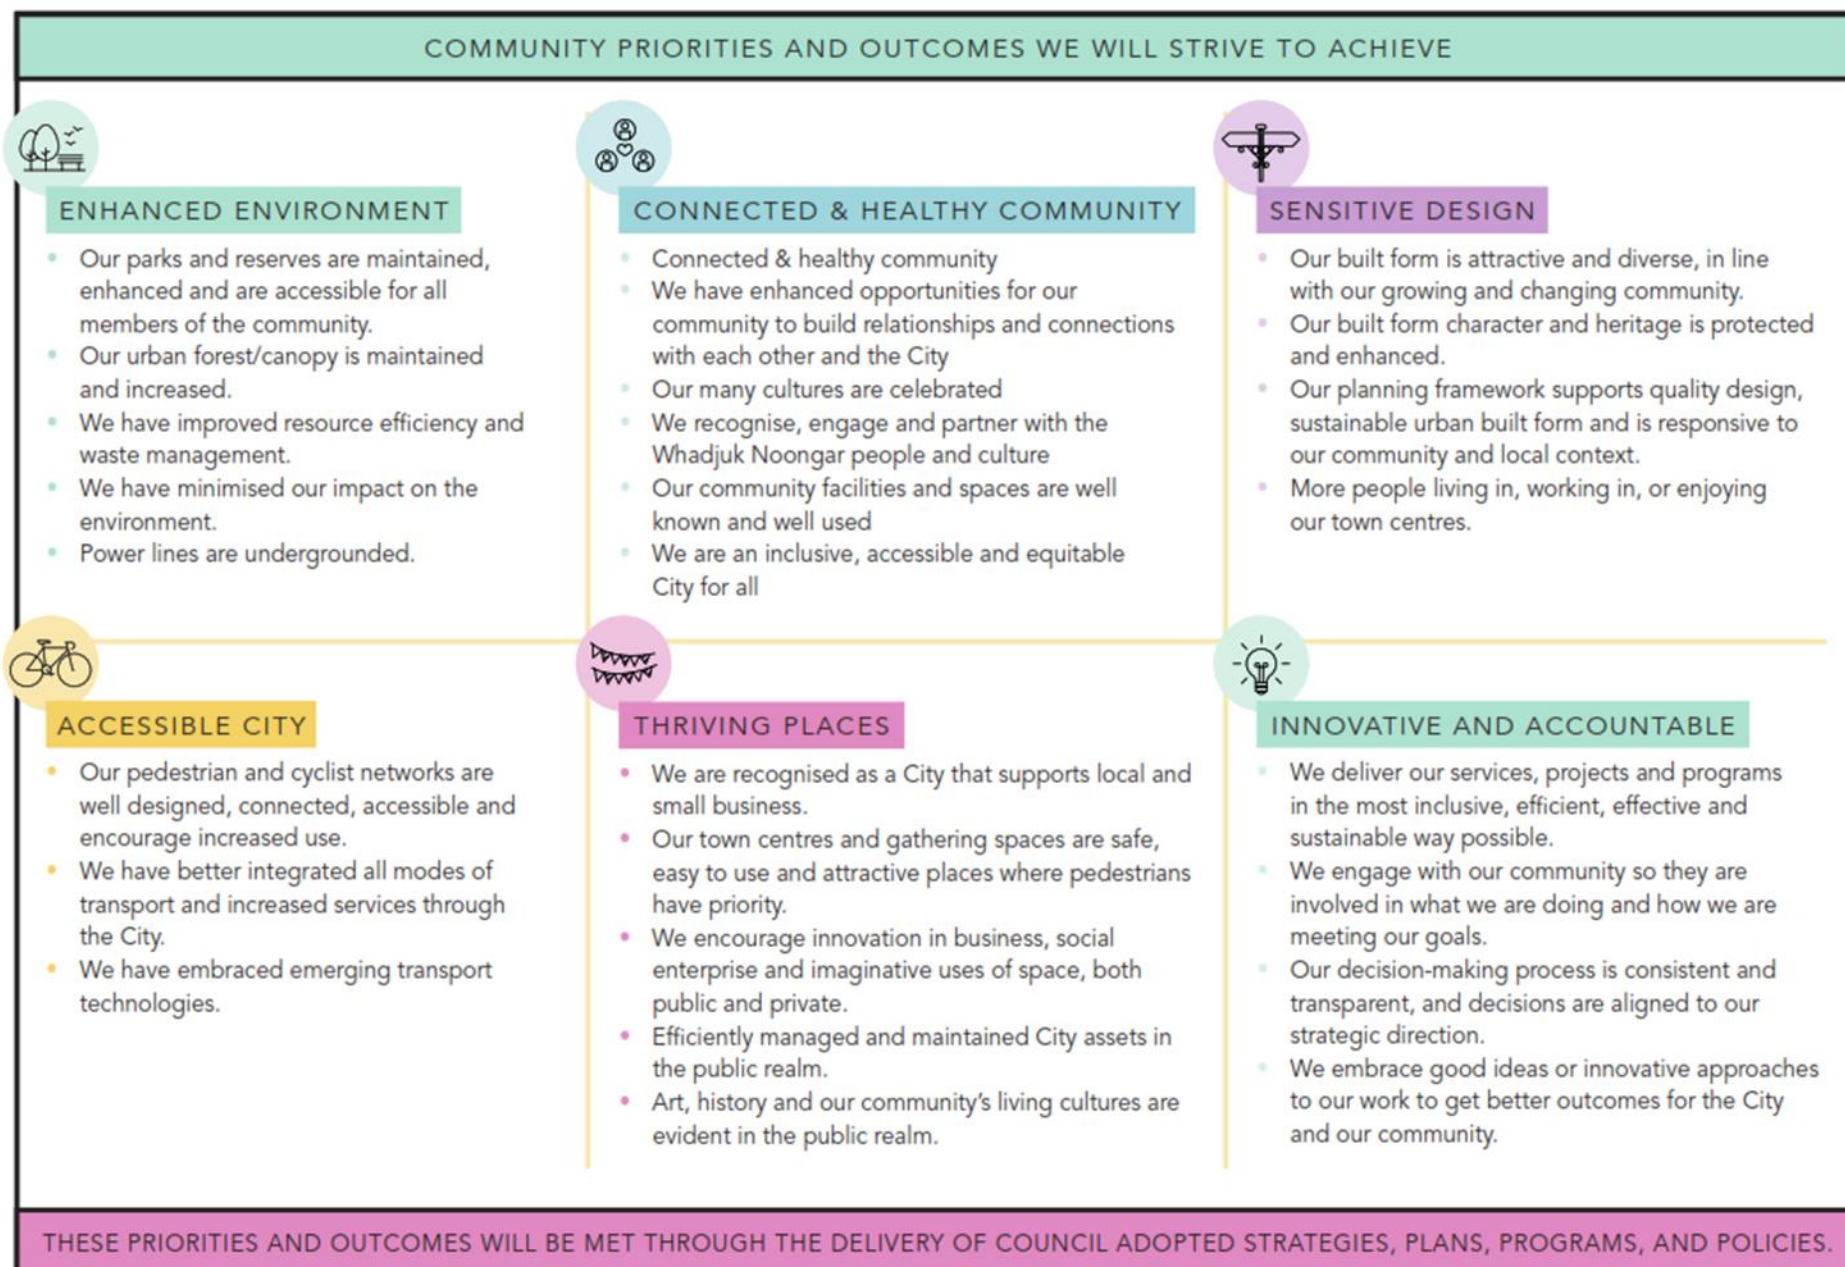 COMMUNITY PRIORITIES AND OUTCOMES WE WILL STRIVE TO ACHIEVE
ENHANCED ENVIRONMENT
• Our parks and reserves are maintained,
enhanced and are accessible for all
members of the community.
• Our urban forest/canopy is maintained
and increased.
• We have improved resource efficiency and
waste management.
• We have minimised our impact on the
environment.
• Power lines are undergrounded.
CONNECTED & HEALTHY COMMUNITY
• Connected & healthy community
• We have enhanced opportunities for our
community to build relationships and connections
with each other and the City
• Our many cultures are celebrated
• We recognise, engage and partner with the
Whadjuk Noongar people and culture
• Our community facilities and spaces are well
known and well used
• We are an inclusive, accessible and equitable
City for all
SENSITIVE DESIGN
• Our built form is attractive and diverse, in line
with our growing and changing community.
• Our built form character and heritage is protected
and enhanced.
• Our planning framework supports quality design,
sustainable urban built form and is responsive to
our community and local context.
• More people living in, working in, or enjoying
our town centres.
ACCESSIBLE CITY
• Our pedestrian and cyclist networks are
well designed, connected, accessible and
encourage increased use.
• We have better integrated all modes of
transport and increased services through
the City.
• We have embraced emerging transport
technologies.
THRIVING PLACES
• We are recognised as a City that supports local and
small business.
• Our town centres and gathering spaces are safe,
easy to use and attractive places where pedestrians
have priority.
• We encourage innovation in business, social
enterprise and imaginative uses of space, both
public and private.
• Efficiently managed and maintained City assets in
the public realm.
• Art, history and our community's living cultures are
evident in the public realm.
INNOVATIVE AND ACCOUNTABLE
• We deliver our services, projects and programs
in the most inclusive, efficient, effective and
sustainable way possible.
• We engage with our community so they are
involved in what we are doing and how we are
meeting our goals.
• Our decision-making process is consistent and
transparent, and decisions are aligned to our
strategic direction.
• We embrace good ideas or innovative approaches
to our work to get better outcomes for the City
and our community.
THESE PRIORITIES AND OUTCOMES WILL BE MET THROUGH THE DELIVERY OF COUNCIL ADOPTED STRATEGIES, PLANS, PROGRAMS, AND POLICIES.